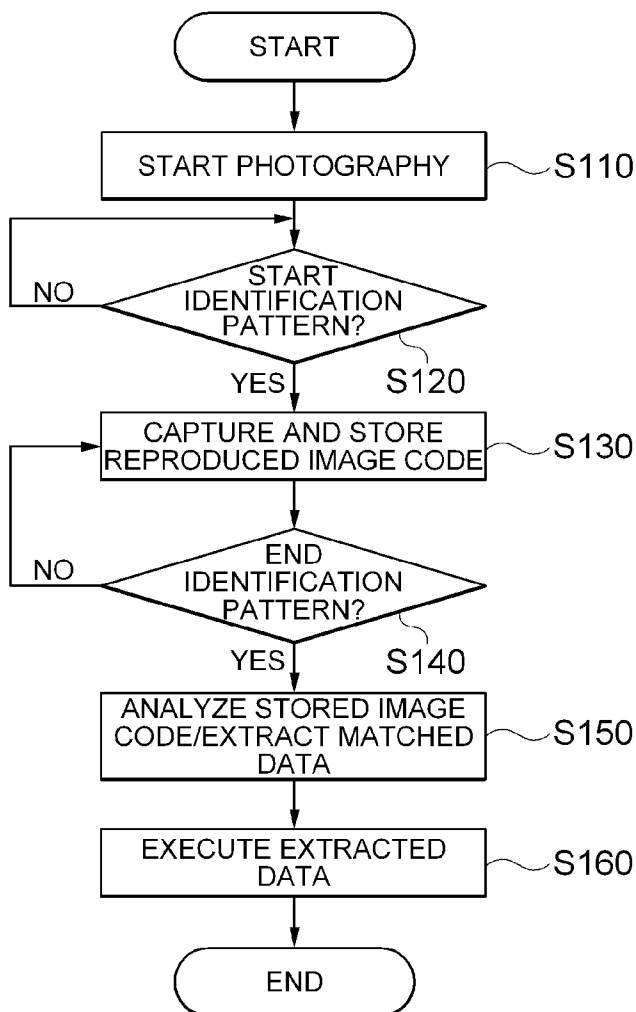 START
START PHOTOGRAPHY
S110
START
IDENTIFICATION
PATTERN?
NO
S120
YES
CAPTURE AND STORE
REPRODUCED IMAGE CODE
S130
END
IDENTIFICATION
PATTERN?
NO
S140
YES
ANALYZE STORED IMAGE
CODE/EXTRACT MATCHED
DATA
S150
EXECUTE EXTRACTED
DATA
S160
END